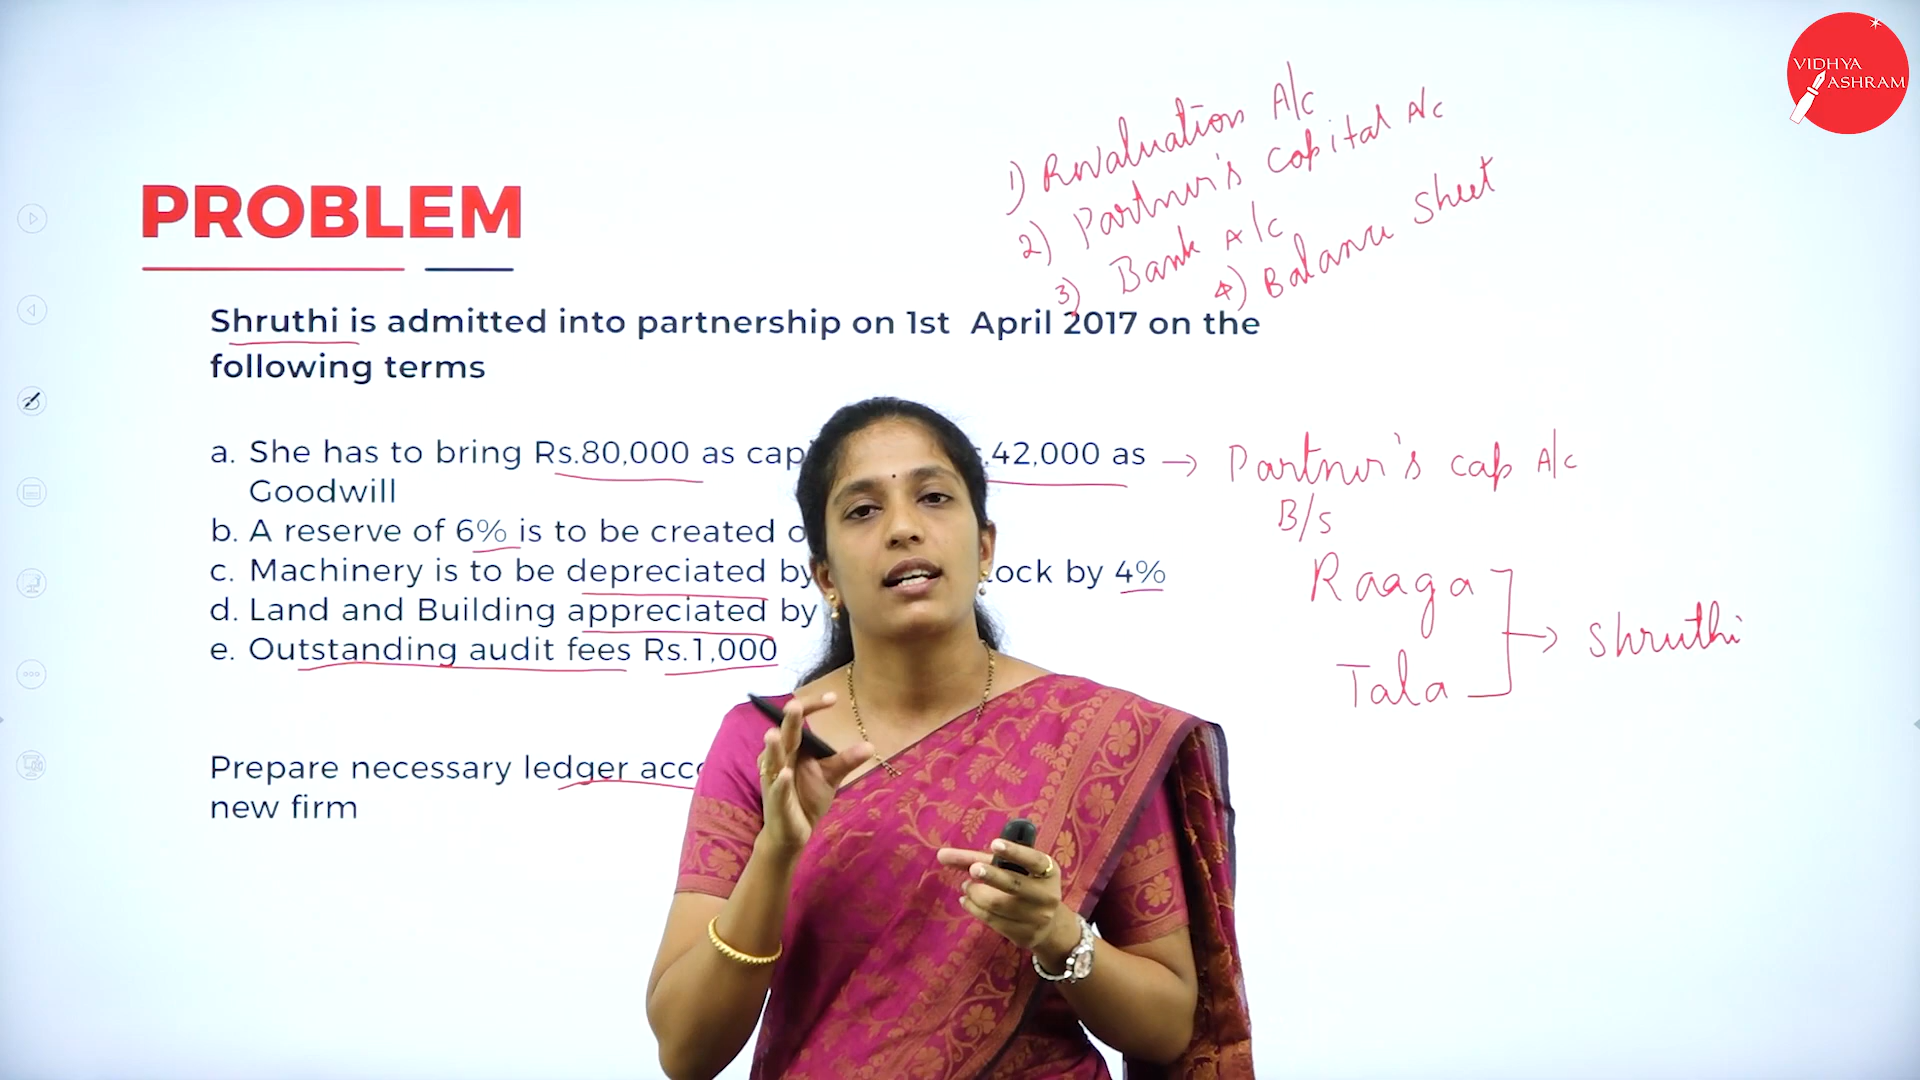 VIDHYA
ASHRAM
1) Revaluation A/c
2) Partner's capital A/c
3) Bank A/c
4) Balance Sheet
PROBLEM
Shruthi is admitted into partnership on 1st April 2017 on the
following terms
a. She has to bring Rs.80,000 as cap .42,000 as → Partner's cap A/c
Goodwill
B/S
b. A reserve of 6% is to be created
c. Machinery is to be depreciated by ock by 4%
d. Land and Building appreciated by
e. Outstanding audit fees Rs.1,000
Raaga
Tala
→ Shruthi
Prepare necessary ledger acc
new firm